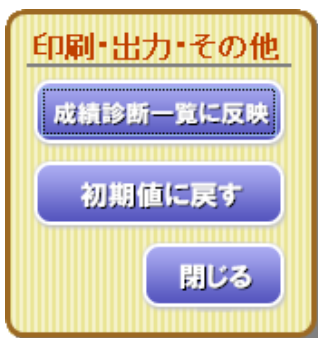 印刷・出力・その他
成績診断一覧に反映
初期値に戻す
閉じる